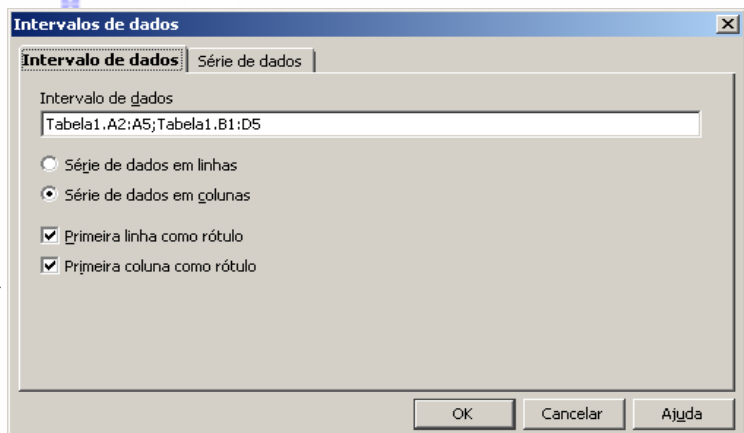 Intervalos de dados
Intervalo de dados Série de dados
Intervalo de dados
Tabela1.A2:A5;Tabela1.B1:D5
Série de dados em linhas
Série de dados em colunas
Primeira linha como rótulo
Primeira coluna como rótulo
OK Cancelar Ajuda